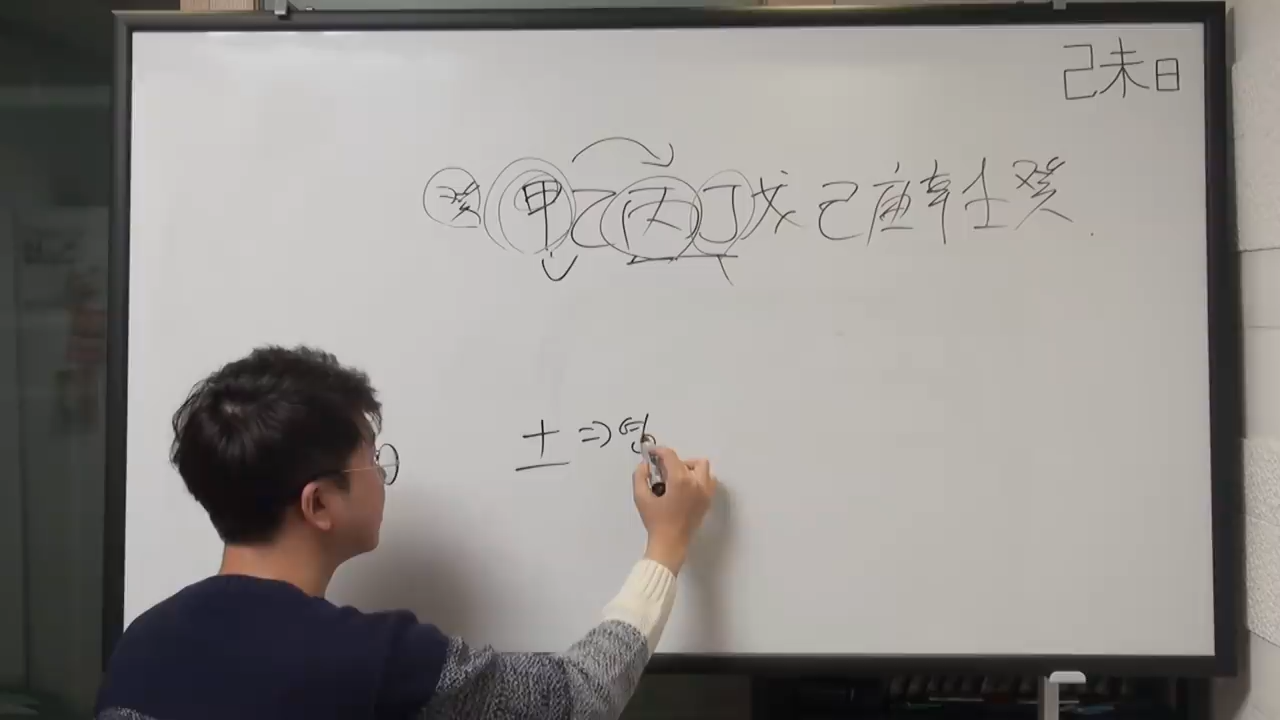 己未日
癸 甲 乙 丙 丁 戊 己 庚 辛 壬 癸
土 ⇒